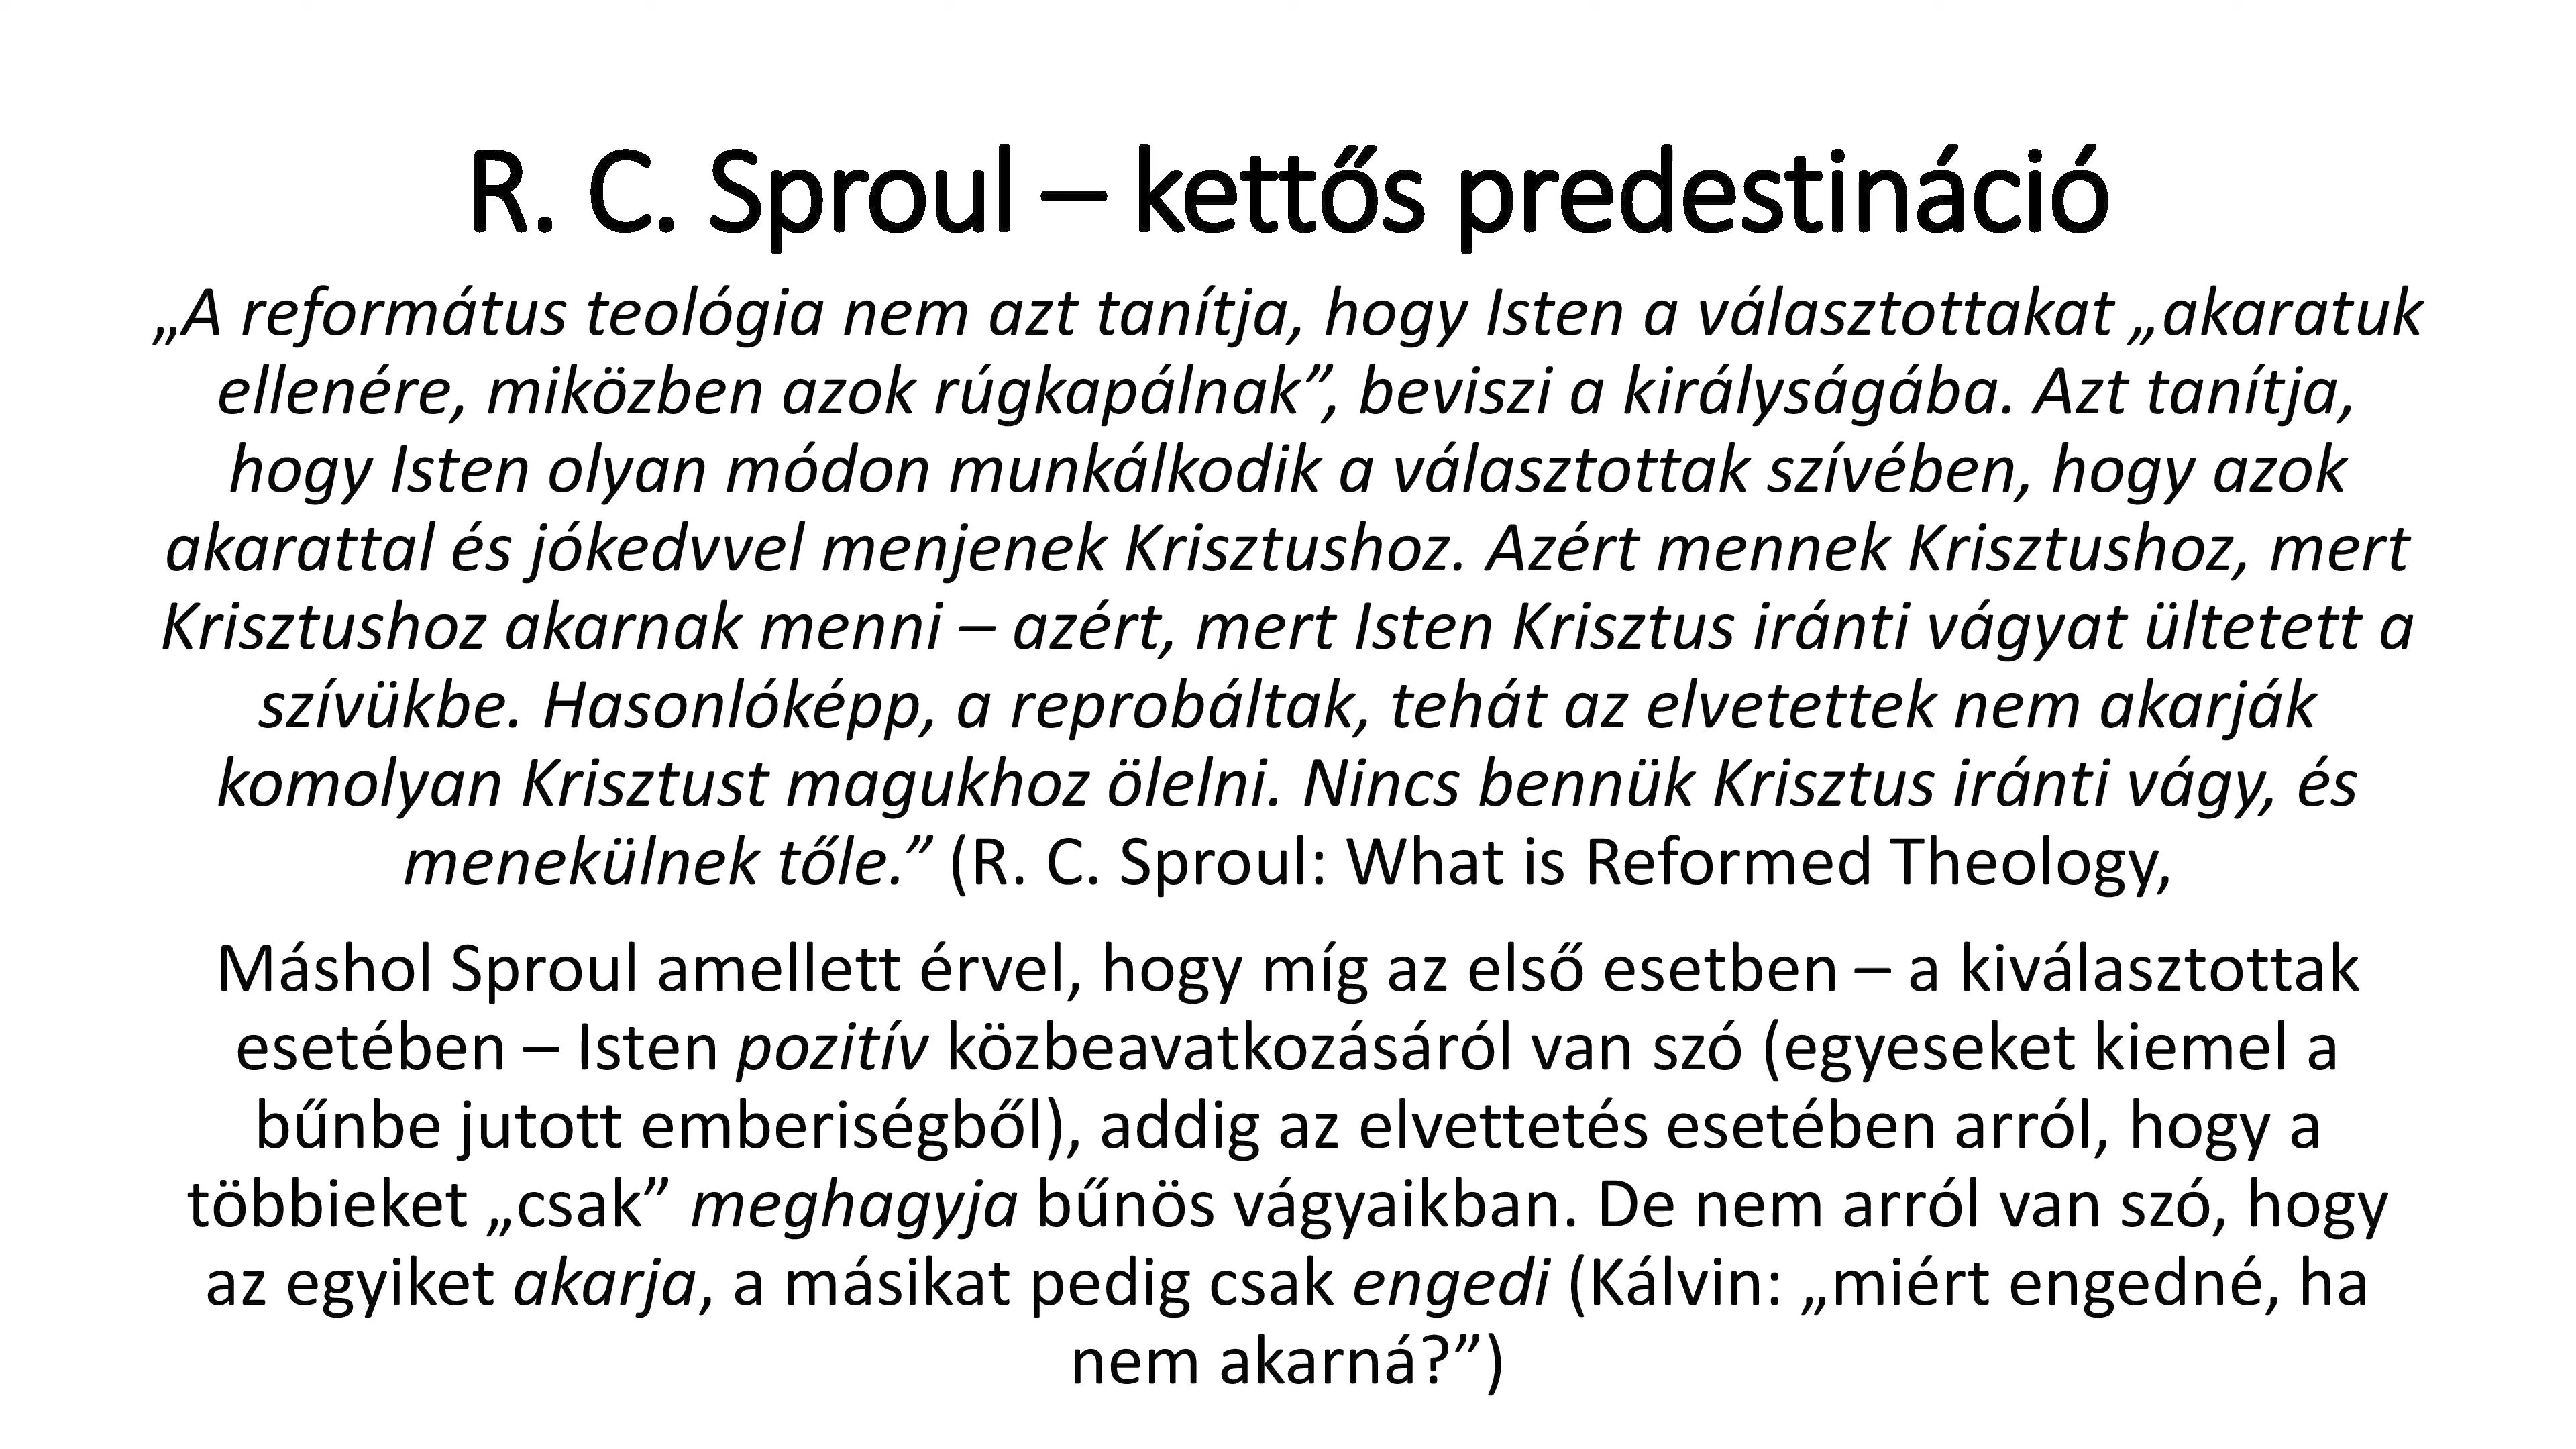 R. C. Sproul – kettős predestináció
„A református teológia nem azt tanítja, hogy Isten a választottakat „akaratuk
ellenére, miközben azok rúgkapálnak”, beviszi a királyságába. Azt tanítja,
hogy Isten olyan módon munkálkodik a választottak szívében, hogy azok
akarattal és jókedvvel menjenek Krisztushoz. Azért mennek Krisztushoz, mert
Krisztushoz akarnak menni – azért, mert Isten Krisztus iránti vágyat ültetett a
szívükbe. Hasonlóképp, a reprobáltak, tehát az elvetettek nem akarják
komolyan Krisztust magukhoz ölelni. Nincs bennük Krisztus iránti vágy, és
menekülnek tőle.” (R. C. Sproul: What is Reformed Theology,
Máshol Sproul amellett érvel, hogy míg az első esetben – a kiválasztottak
esetében – Isten pozitív közbeavatkozásáról van szó (egyeseket kiemel a
bűnbe jutott emberiségből), addig az elvettetés esetében arról, hogy a
többieket „csak” meghagyja bűnös vágyaikban. De nem arról van szó, hogy
az egyiket akarja, a másikat pedig csak engedi (Kálvin: „miért engedné, ha
nem akarná?”)